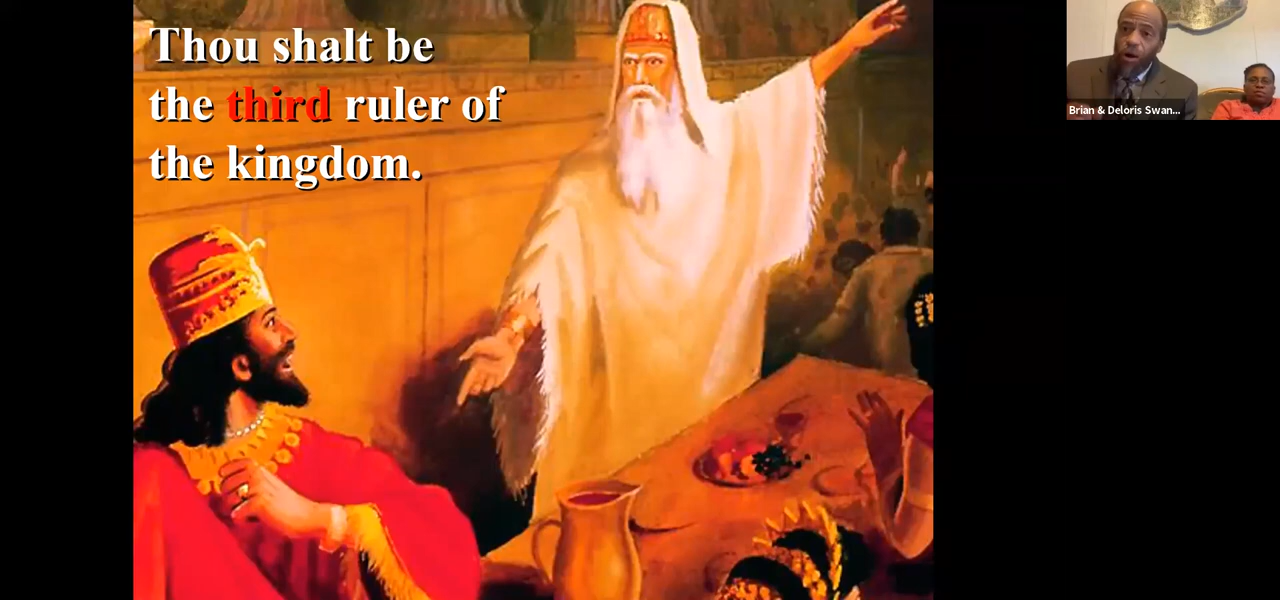 Thou shalt be
the third ruler of
the kingdom.
Brian & Deloris Swan...